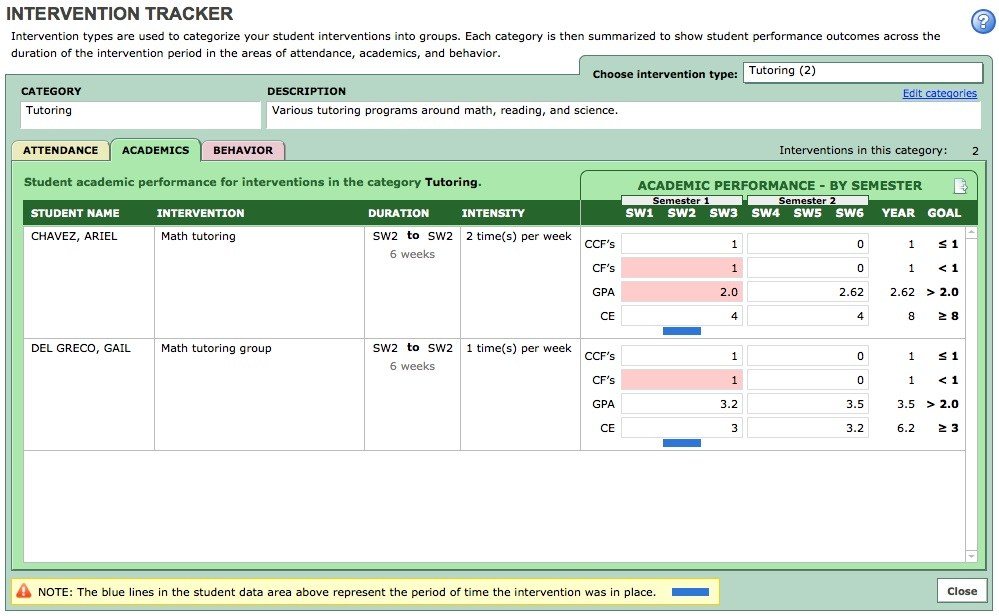 INTERVENTION TRACKER
?
Intervention types are used to categorize your student interventions into groups. Each category is then summarized to show student performance outcomes across the
duration of the intervention period in the areas of attendance, academics, and behavior.
Choose intervention type: Tutoring (2)
CATEGORY DESCRIPTION Edit categories
Tutoring Various tutoring programs around math, reading, and science.
ATTENDANCE ACADEMICS BEHAVIOR Interventions in this category: 2
Student academic performance for interventions in the category Tutoring. ACADEMIC PERFORMANCE - BY SEMESTER
Semester 1 Semester 2
STUDENT NAME INTERVENTION DURATION INTENSITY SW1 SW2 SW3 SW4 SW5 SW6 YEAR GOAL
CHAVEZ, ARIEL Math tutoring SW2 to SW2 2 time(s) per week
CCF's 1 0 1 ≤ 1
6 weeks
CF's 1 0 1 < 1
GPA 2.0 2.62 2.62 > 2.0
CE 4 4 8 ≥ 8
DEL GRECO, GAIL Math tutoring group SW2 to SW2 1 time(s) per week
CCF's 1 0 1 ≤ 1
6 weeks
CF's 1 0 1 < 1
GPA 3.2 3.5 3.5 > 2.0
CE 3 3.2 6.2 ≥ 3
NOTE: The blue lines in the student data area above represent the period of time the intervention was in place.
Close